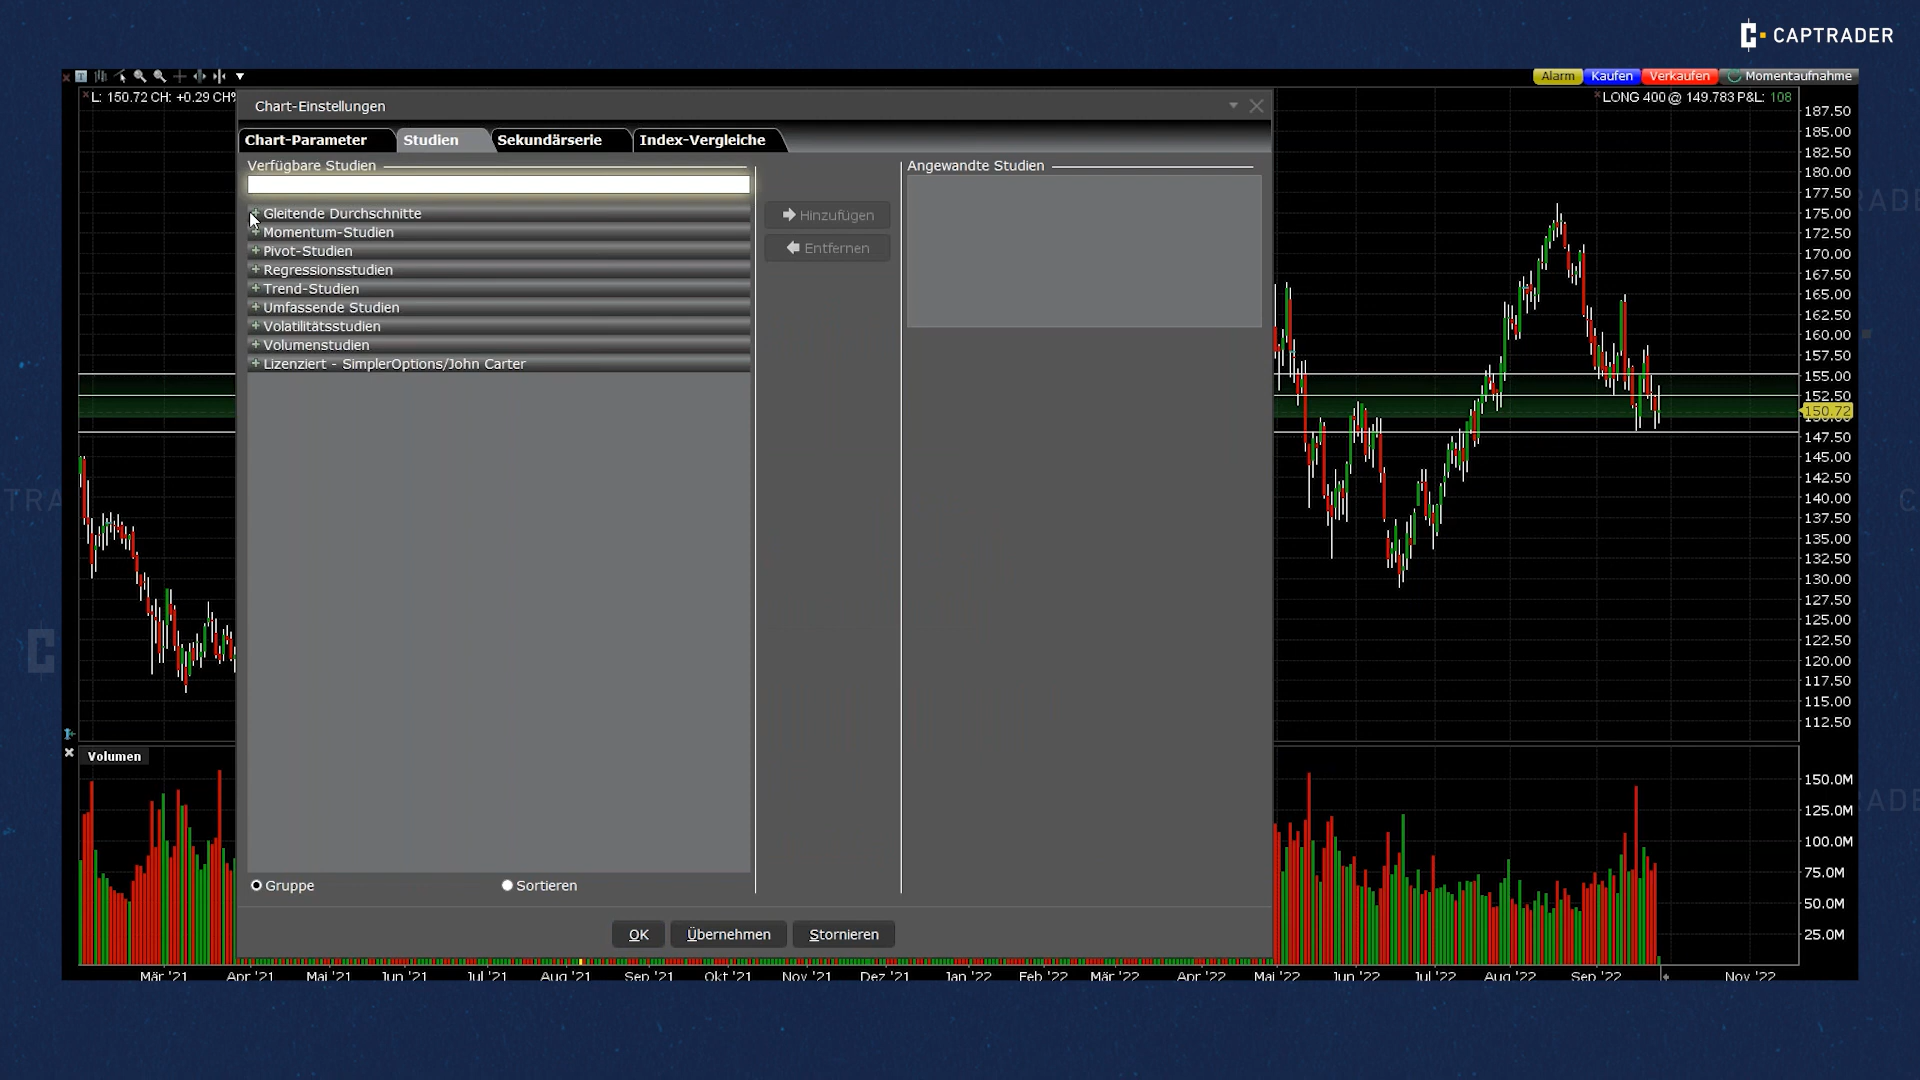 CAPTRADER
Alarm Kaufen Verkaufen Momentaufnahme
L: 150.72 CH: +0.29 CH%
LONG 400 @ 149.783 P&L: 108
Chart-Einstellungen
Chart-Parameter Studien Sekundärserie Index-Vergleiche
Verfügbare Studien
Angewandte Studien
Gleitende Durchschnitte
Momentum-Studien
Pivot-Studien
Regressionsstudien
Trend-Studien
Umfassende Studien
Volatilitätsstudien
Volumenstudien
Lizenziert - SimplerOptions/John Carter
Hinzufügen
Entfernen
Gruppe Sortieren
OK Übernehmen Stornieren
187.50
185.00
182.50
180.00
177.50
175.00
172.50
170.00
167.50
165.00
162.50
160.00
157.50
155.00
152.50
150.72
147.50
145.00
142.50
140.00
137.50
135.00
132.50
130.00
127.50
125.00
122.50
120.00
117.50
115.00
112.50
Volumen
150.0M
125.0M
100.0M
75.0M
50.0M
25.0M
Mär '21 Apr '21 Mai '21 Jun '21 Jul '21 Aug '21 Sep '21 Okt '21 Nov '21 Dez '21 Jan '22 Feb '22 Mär '22 Apr '22 Mai '22 Jun '22 Jul '22 Aug '22 Sep '22 Nov '22